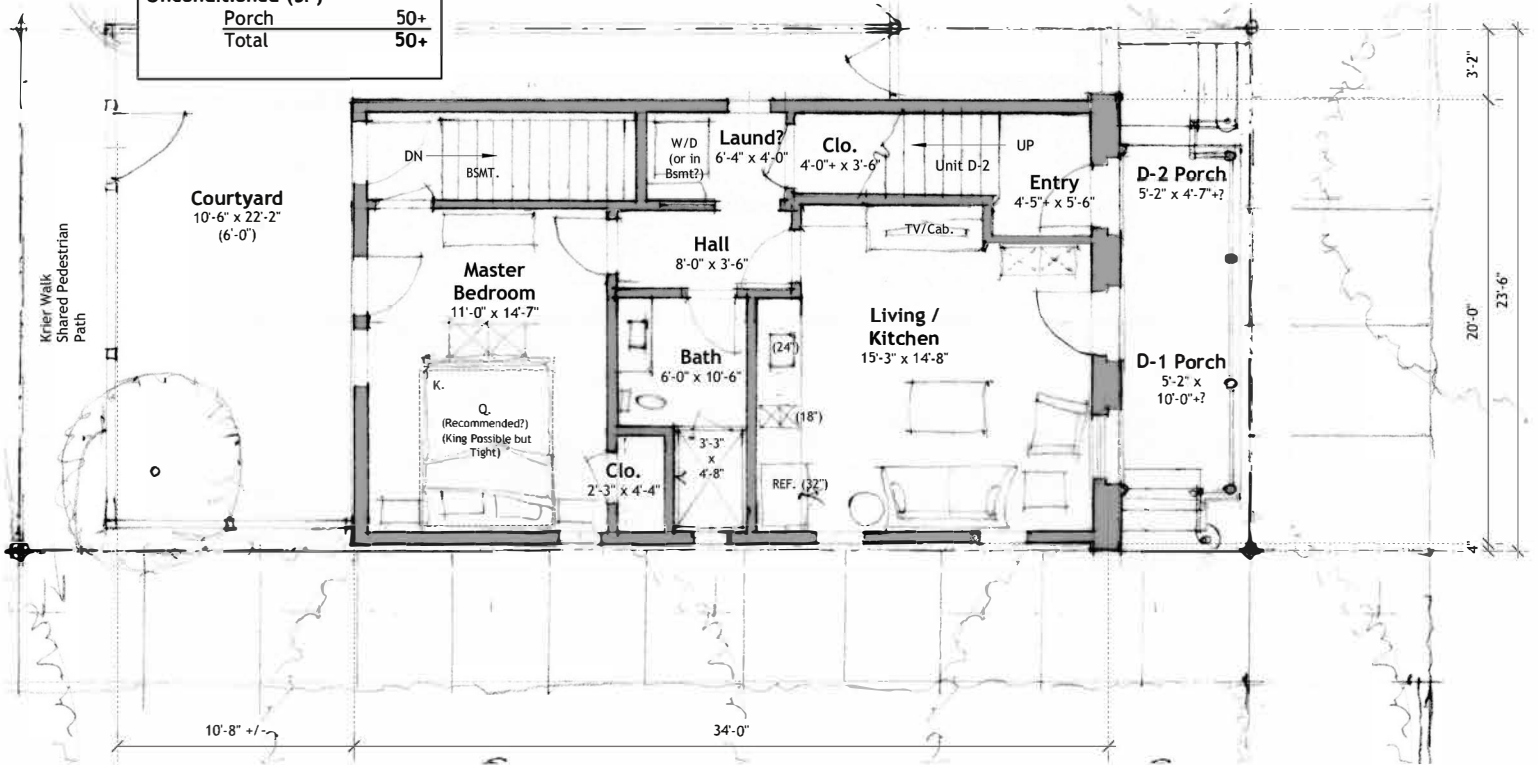 Porch 50+
Total 50+
3'-2"
W/D
(or in
Bsmt?)
Laund?
6'-4" x 4'-0"
Clo.
4'-0"+ x 3'-6"
UP
Unit D-2
DN
BSMT.
Entry
4'-5"+ x 5'-6"
D-2 Porch
5'-2" x 4'-7"+?
Courtyard
10'-6" x 22'-2"
(6'-0")
Krier Walk
Shared Pedestrian
Path
Hall
8'-0" x 3'-6"
TV/Cab.
Master
Bedroom
11'-0" x 14'-7"
Living /
Kitchen
15'-3" x 14'-8"
20'-0"
23'-6"
(24")
Bath
6'-0" x 10'-6"
D-1 Porch
5'-2" x
10'-0"+?
K.
Q.
(Recommended?)
(King Possible but
Tight)
(18")
3'-3"
x
4'-8"
Clo.
2'-3" x 4'-4"
REF. (32")
4"
10'-8" +/-
34'-0"